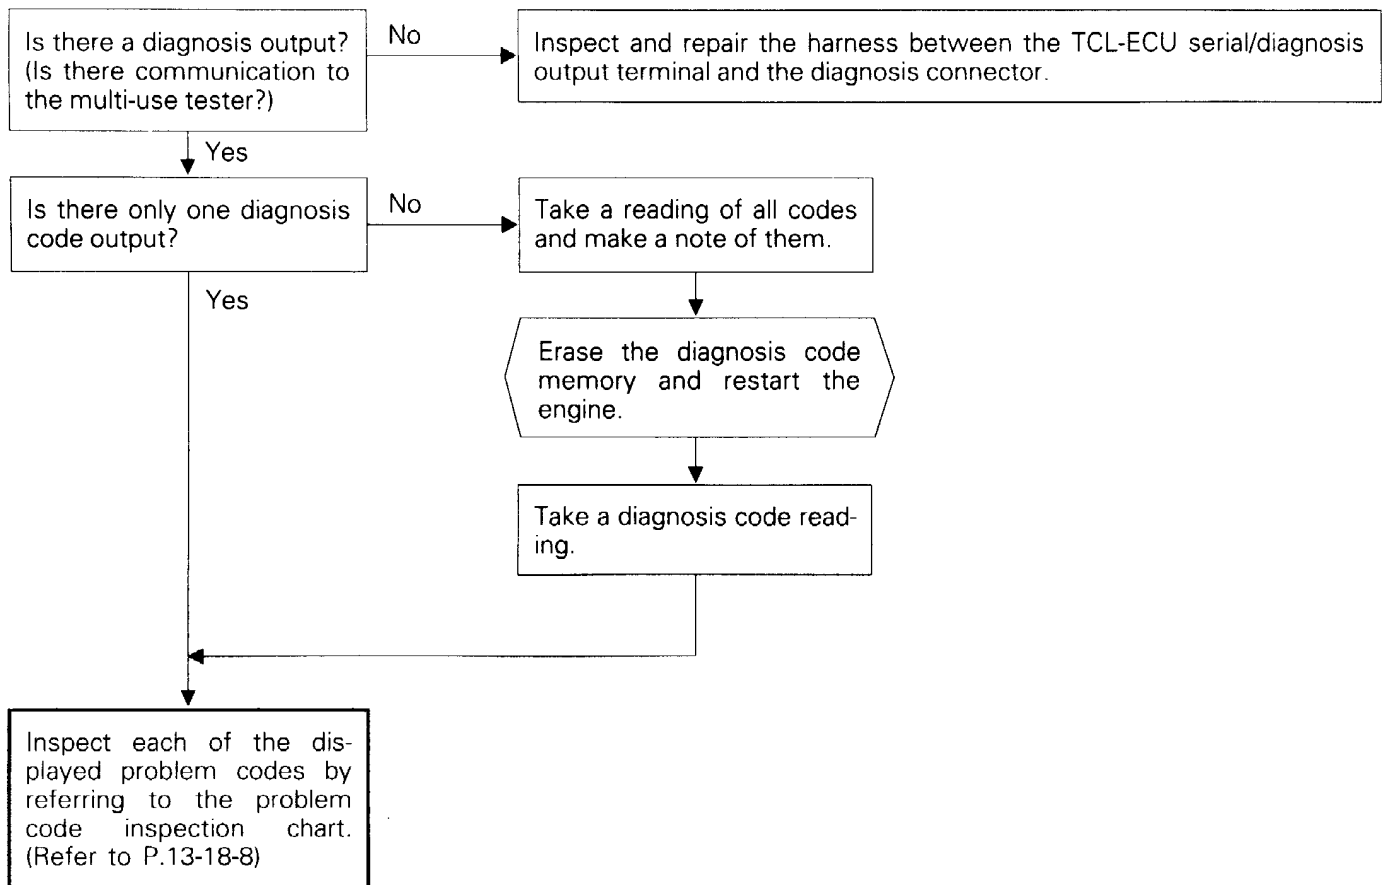 Is there a diagnosis output?
(Is there communication to
the multi-use tester?)
No
Inspect and repair the harness between the TCL-ECU serial/diagnosis
output terminal and the diagnosis connector.
Yes
Is there only one diagnosis
code output?
No
Take a reading of all codes
and make a note of them.
Yes
Erase the diagnosis code
memory and restart the
engine.
Take a diagnosis code read-
ing.
Inspect each of the dis-
played problem codes by
referring to the problem
code inspection chart.
(Refer to P.13-18-8)